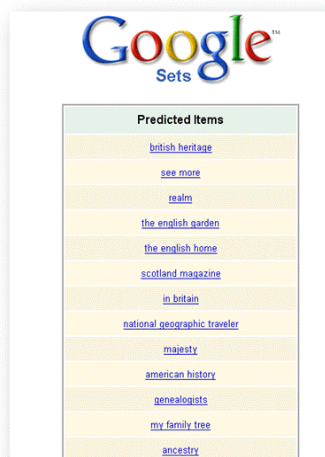 Google™
Sets
Predicted Items
british heritage
see more
realm
the english garden
the english home
scotland magazine
in britain
national geographic traveler
majesty
american history
genealogists
my family tree
ancestry